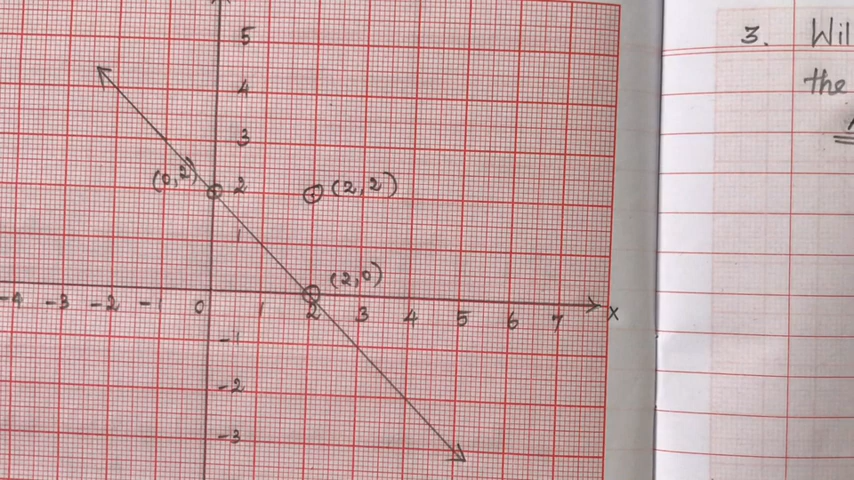 5
4
3
(0,2) 2 (2,2)
1
(2,0)
-4 -3 -2 -1 0 1 2 3 4 5 6 7 X
-1
-2
-3
3. Wil
the